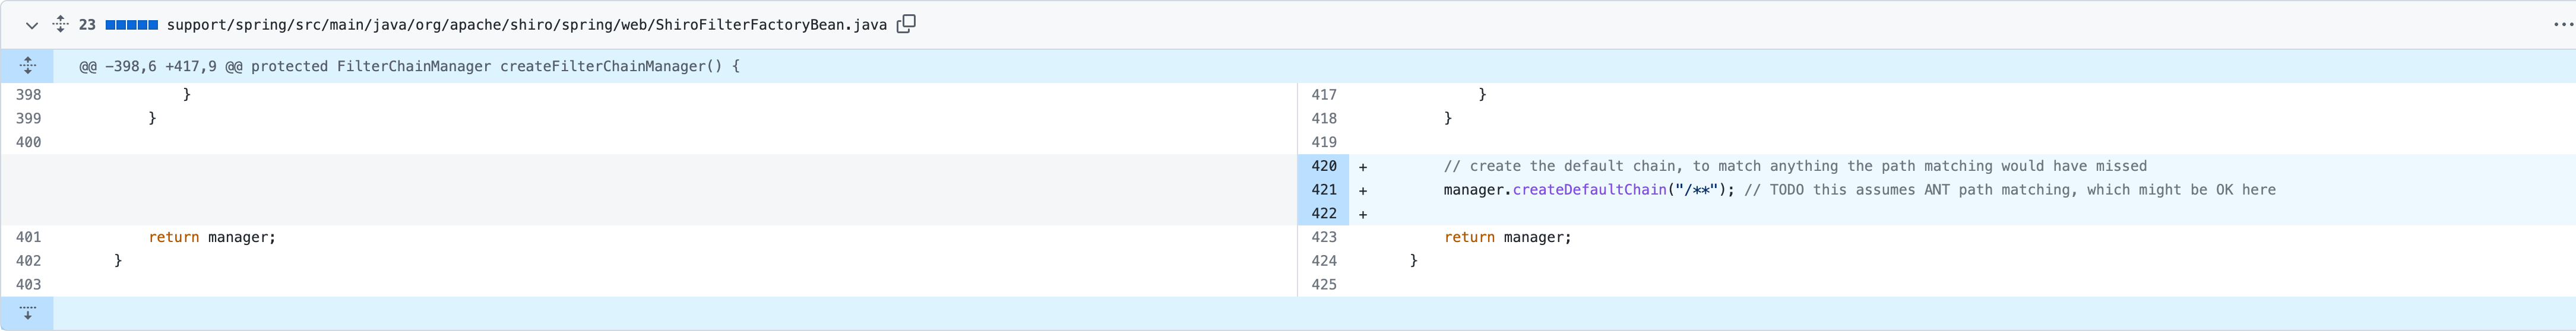 23 support/spring/src/main/java/org/apache/shiro/spring/web/ShiroFilterFactoryBean.java
@@ -398,6 +417,9 @@ protected FilterChainManager createFilterChainManager() {
398 } 417 }
399 } 418 }
400 419
420 + // create the default chain, to match anything the path matching would have missed
421 + manager.createDefaultChain("/**"); // TODO this assumes ANT path matching, which might be OK here
422 +
401 return manager; 423 return manager;
402 } 424 }
403 425